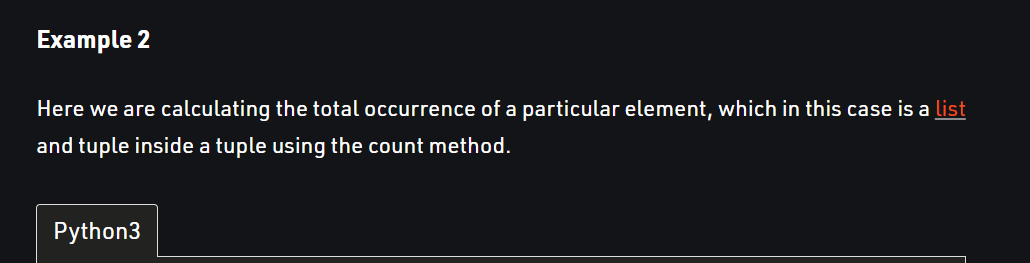 Example 2
Here we are calculating the total occurrence of a particular element, which in this case is a list
and tuple inside a tuple using the count method.
Python3